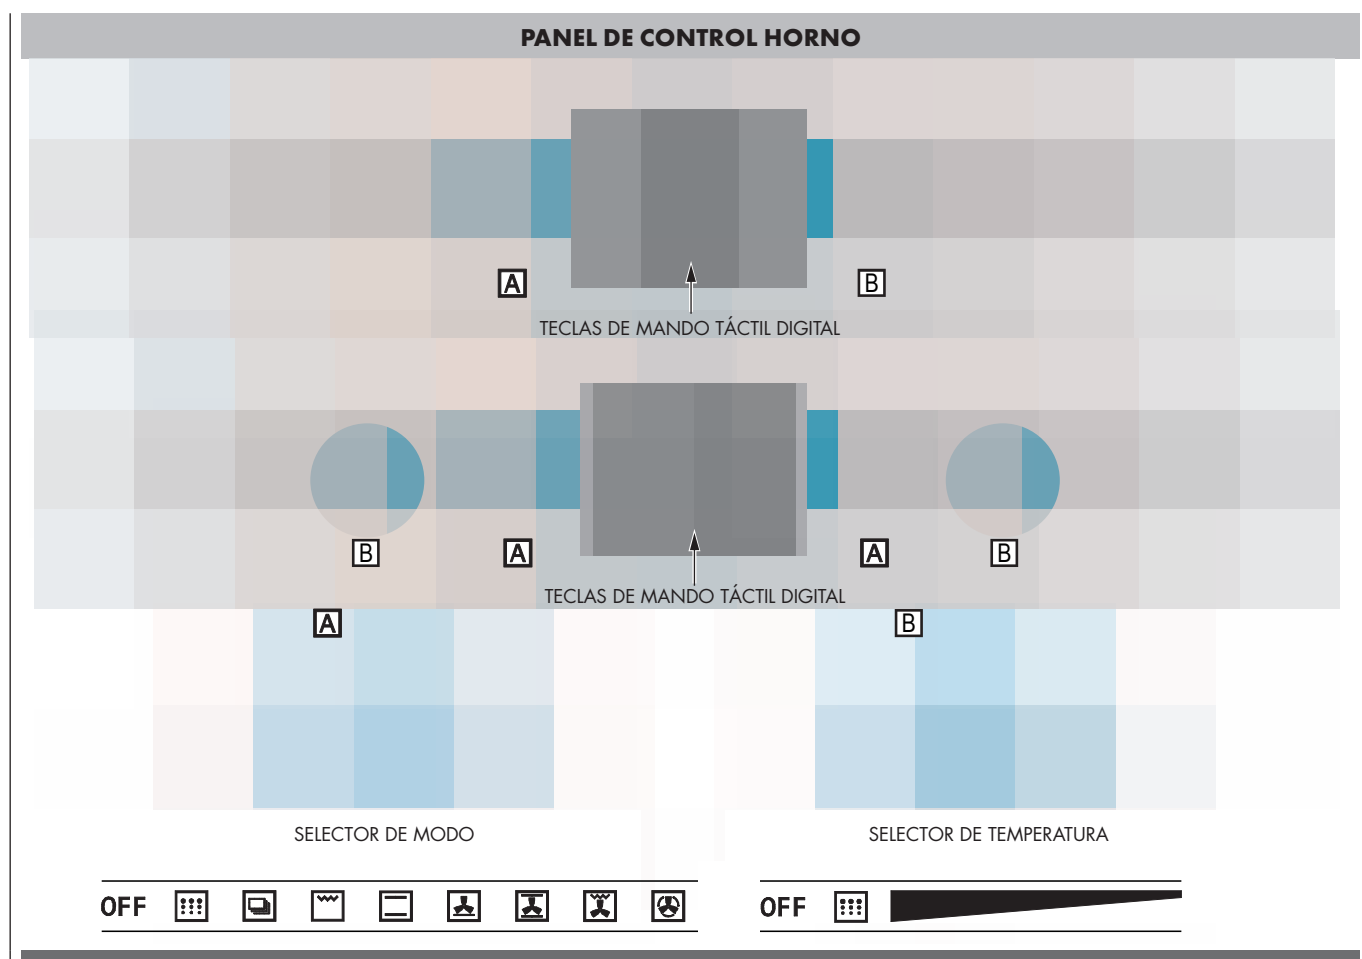 PANEL DE CONTROL HORNO
A B
TECLAS DE MANDO TÁCTIL DIGITAL
B A A B
TECLAS DE MANDO TÁCTIL DIGITAL
A B
SELECTOR DE MODO SELECTOR DE TEMPERATURA
OFF OFF